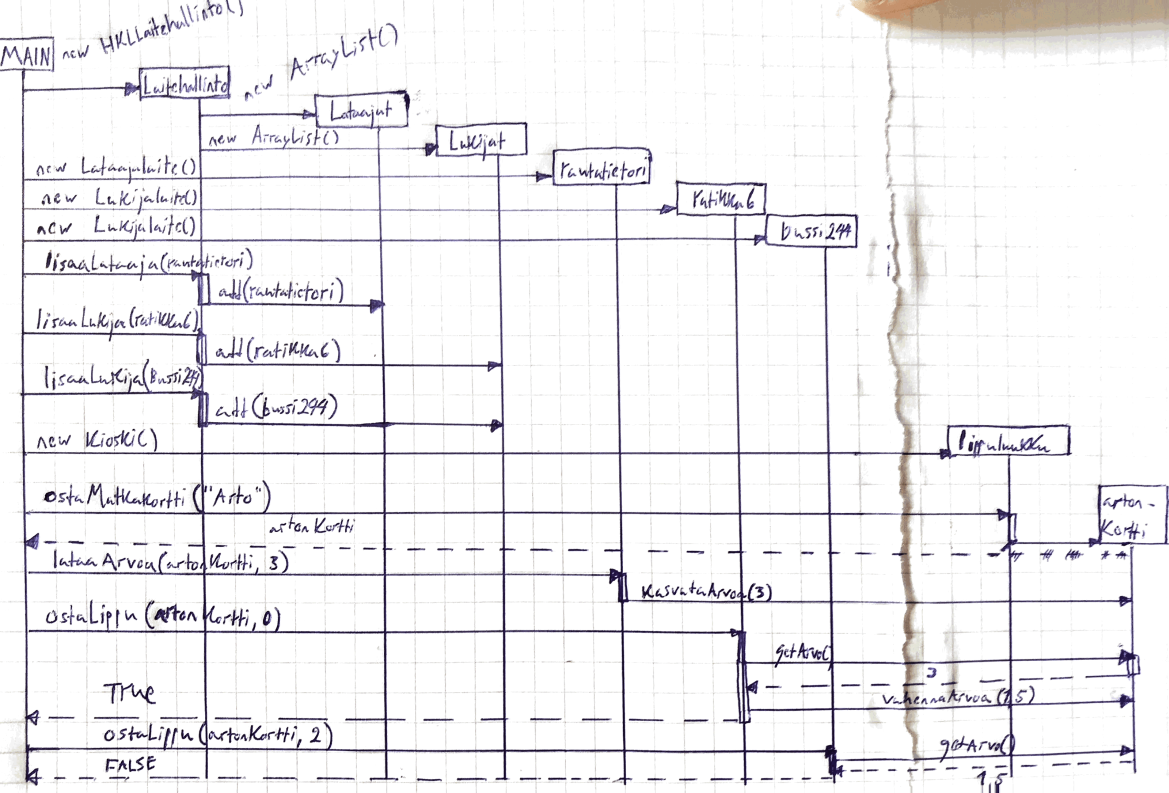 new HKLLaitehallinto()
MAIN
Laitehallinto
new ArrayList()
Lataajat
new ArrayList()
Lukijat
new Lataajalaite()
rautatietori
new Lukijalaite()
ratikka6
new Lukijalaite()
bussi244
lisaaLataaja(rautatietori)
add(rautatietori)
lisaaLukija(ratikka6)
add(ratikka6)
lisaaLukija(Bussi244)
add(bussi244)
new Kioski()
lippuluukku
ostaMatkakortti("Arto")
arton-
Kortti
artonKortti
lataaArvoa(artonKortti, 3)
KasvataArvoa(3)
ostaLippu(artonKortti, 0)
getArvo()
3
vahennaArvoa(1,5)
True
ostaLippu(artonKortti, 2)
getArvo()
FALSE
1,5